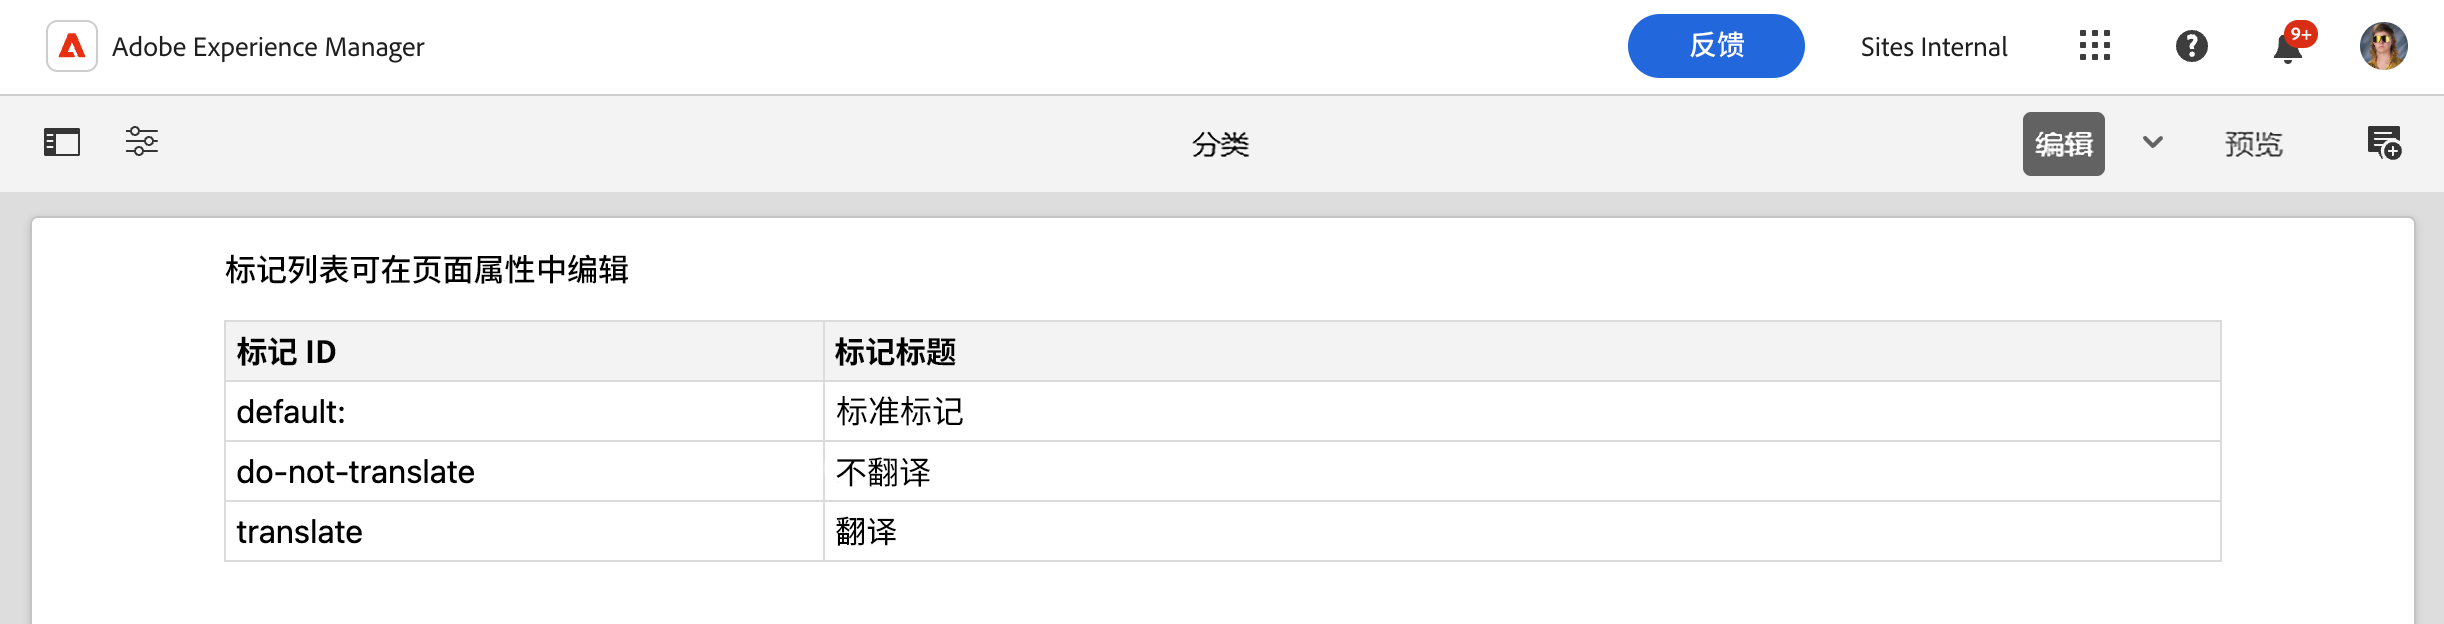 Adobe Experience Manager
反馈
Sites Internal
9+
分类
编辑
预览
标记列表可在页面属性中编辑
标记 ID 标记标题
default: 标准标记
do-not-translate 不翻译
translate 翻译